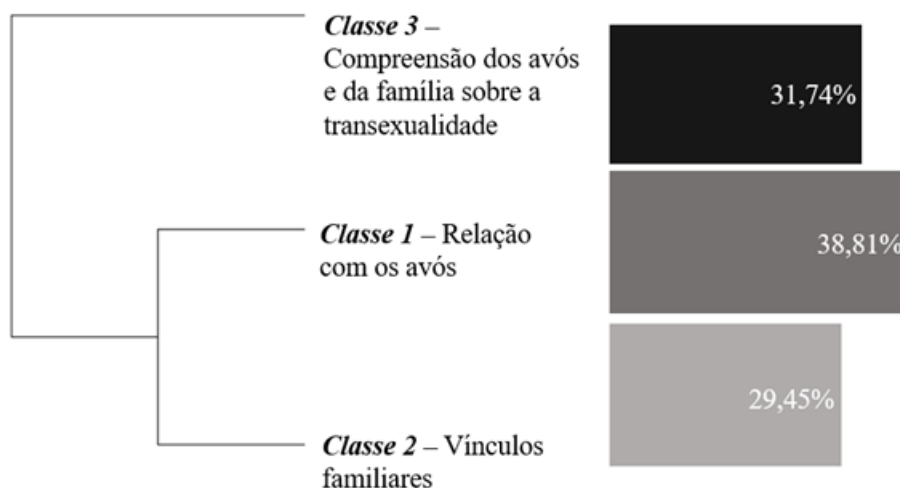 Classe 3 –
Compreensão dos avós
e da família sobre a
transexualidade
31,74%
Classe 1 – Relação
com os avós
38,81%
Classe 2 – Vínculos
familiares
29,45%